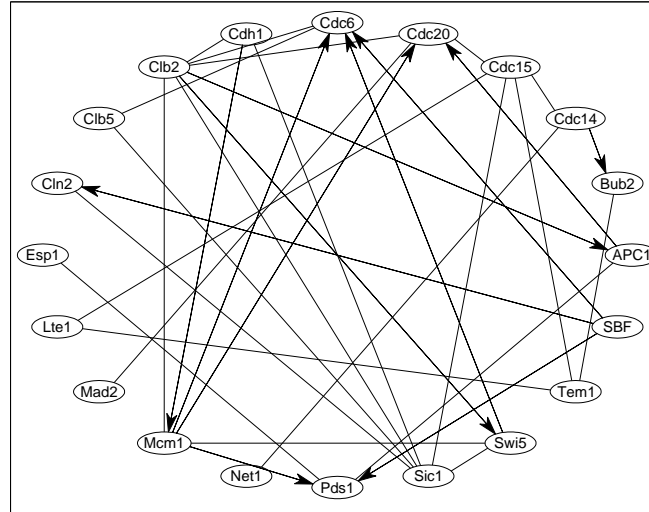 Cdc6
Cdh1
Cdc20
Clb2
Cdc15
Clb5
Cdc14
Cln2
Bub2
Esp1
APC1
Lte1
SBF
Mad2
Tem1
Mcm1
Swi5
Net1
Pds1
Sic1